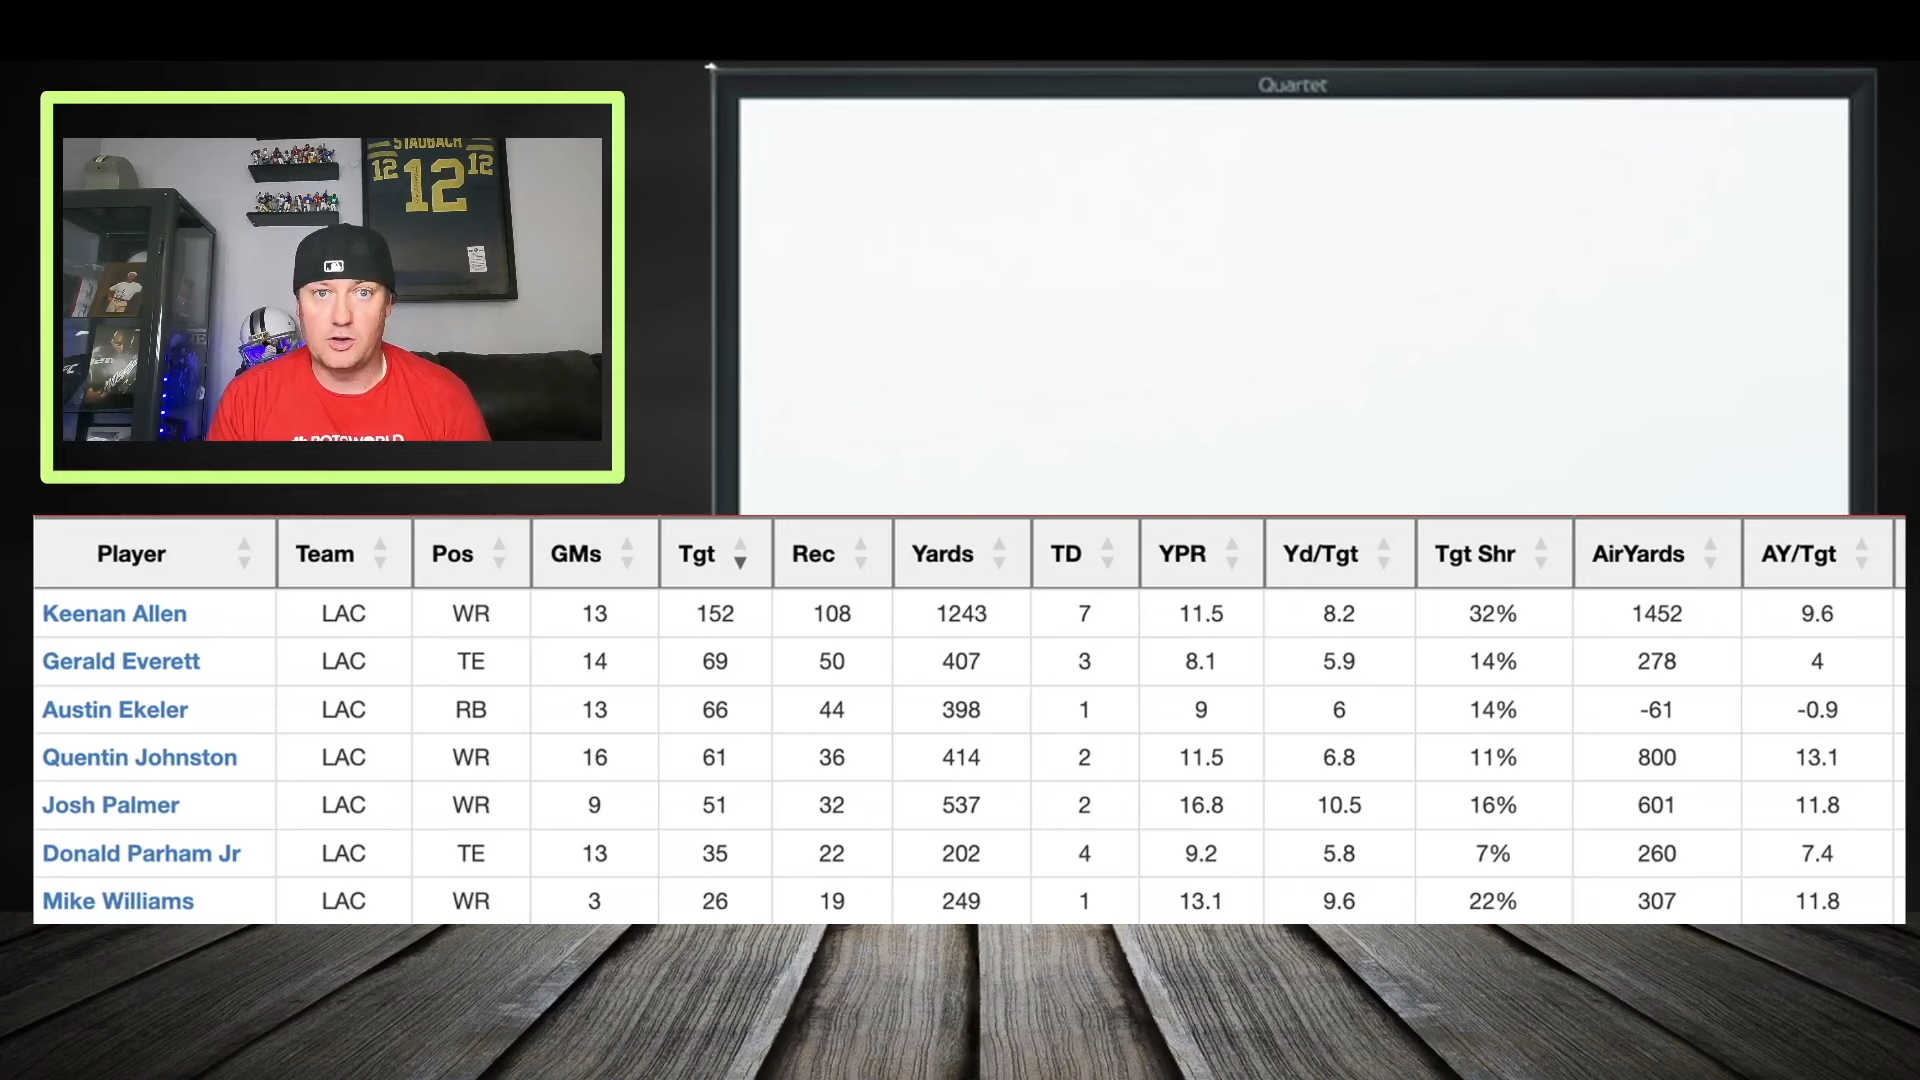 Quartet
STAUBACH
12 12 12
Player Team Pos GMs Tgt Rec Yards TD YPR Yd/Tgt Tgt Shr AirYards AY/Tgt
Keenan Allen LAC WR 13 152 108 1243 7 11.5 8.2 32% 1452 9.6
Gerald Everett LAC TE 14 69 50 407 3 8.1 5.9 14% 278 4
Austin Ekeler LAC RB 13 66 44 398 1 9 6 14% -61 -0.9
Quentin Johnston LAC WR 16 61 36 414 2 11.5 6.8 11% 800 13.1
Josh Palmer LAC WR 9 51 32 537 2 16.8 10.5 16% 601 11.8
Donald Parham Jr LAC TE 13 35 22 202 4 9.2 5.8 7% 260 7.4
Mike Williams LAC WR 3 26 19 249 1 13.1 9.6 22% 307 11.8